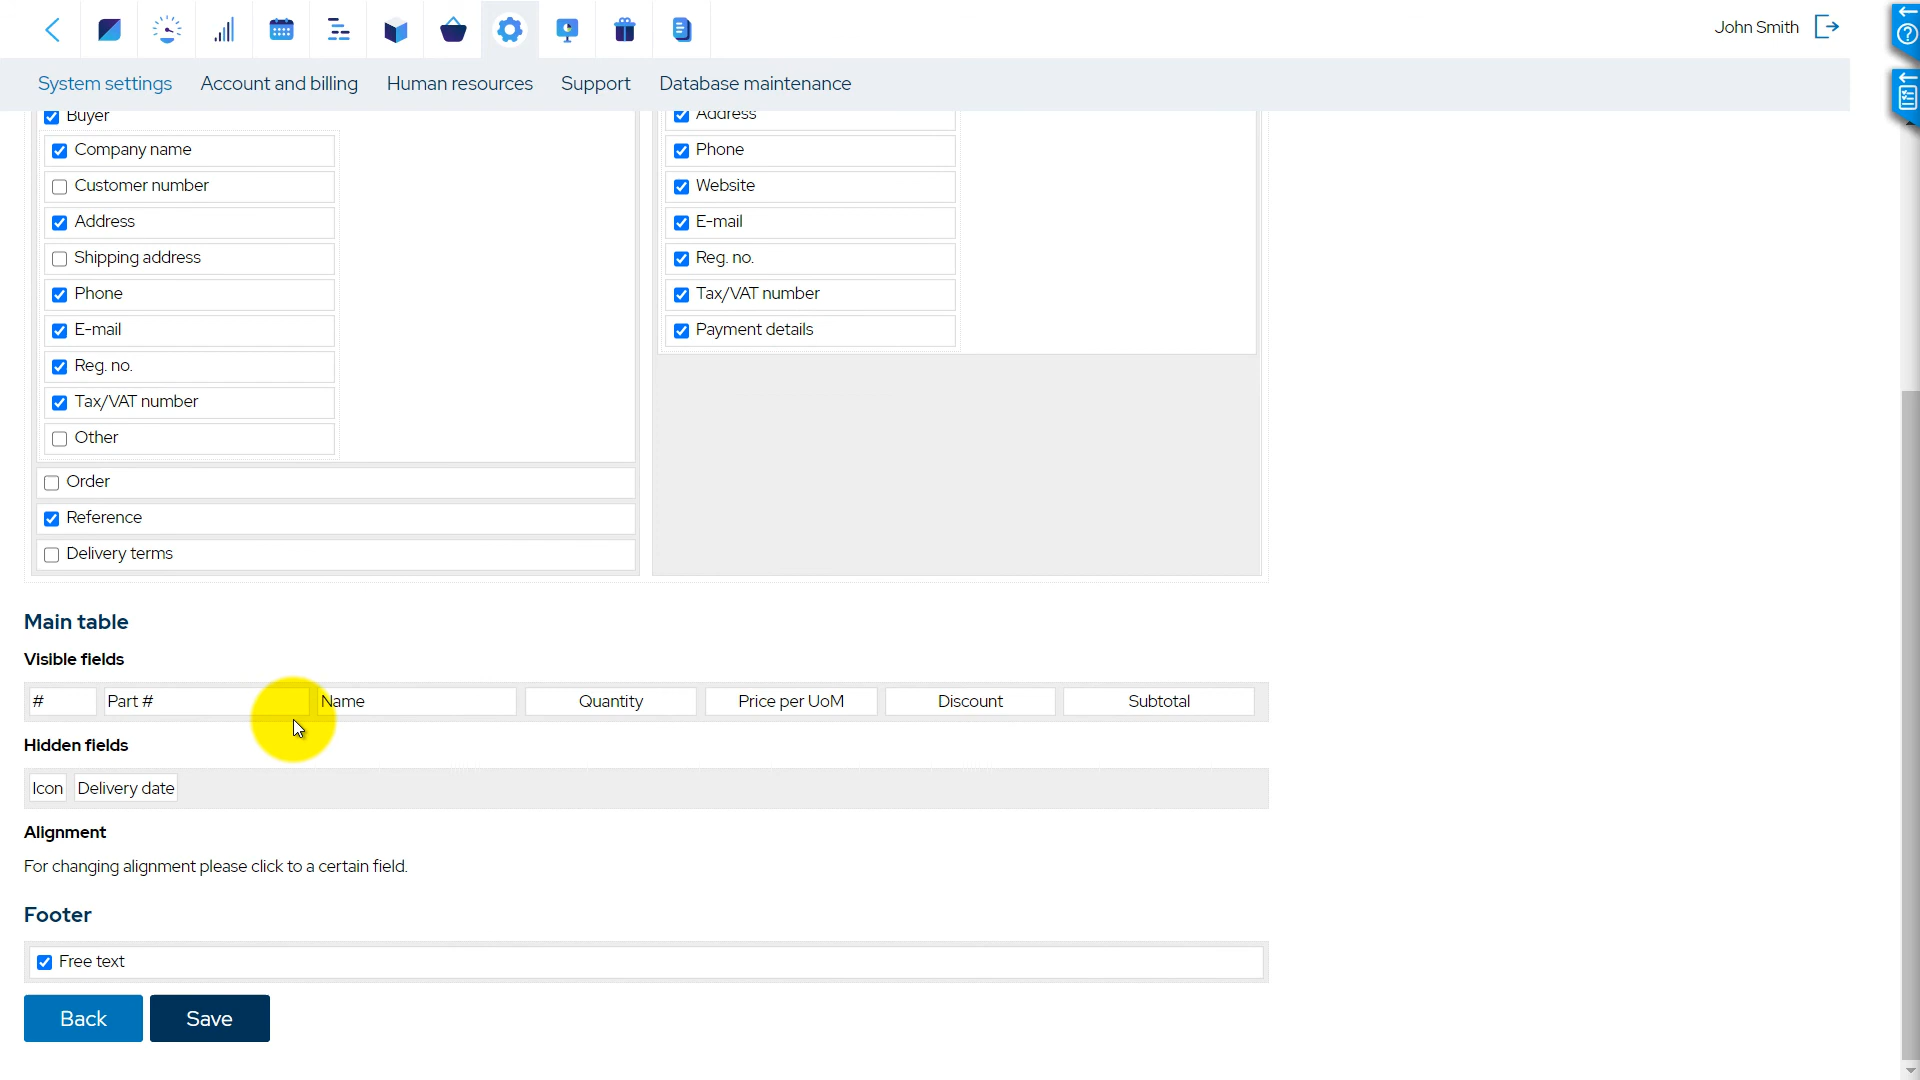 John Smith
System settings Account and billing Human resources Support Database maintenance
Buyer
Company name
Customer number
Address
Shipping address
Phone
E-mail
Reg. no.
Tax/VAT number
Other
Order
Reference
Delivery terms
Address
Phone
Website
E-mail
Reg. no.
Tax/VAT number
Payment details
Main table
Visible fields
# Part # Name Quantity Price per UoM Discount Subtotal
Hidden fields
Icon Delivery date
Alignment
For changing alignment please click to a certain field.
Footer
Free text
Back Save